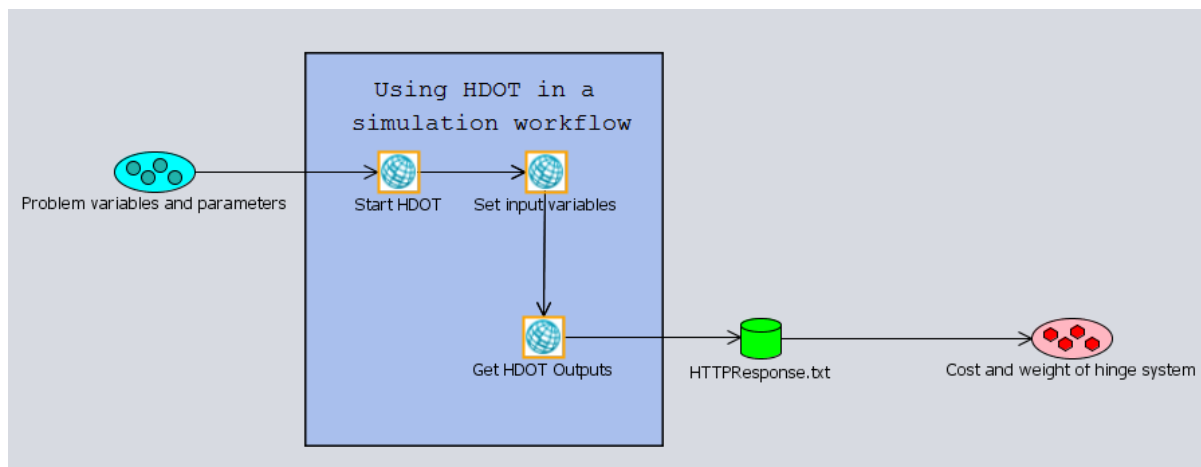 Using HDOT in a
simulation workflow
Problem variables and parameters
Start HDOT
Set input variables
Get HDOT Outputs
HTTPResponse.txt
Cost and weight of hinge system